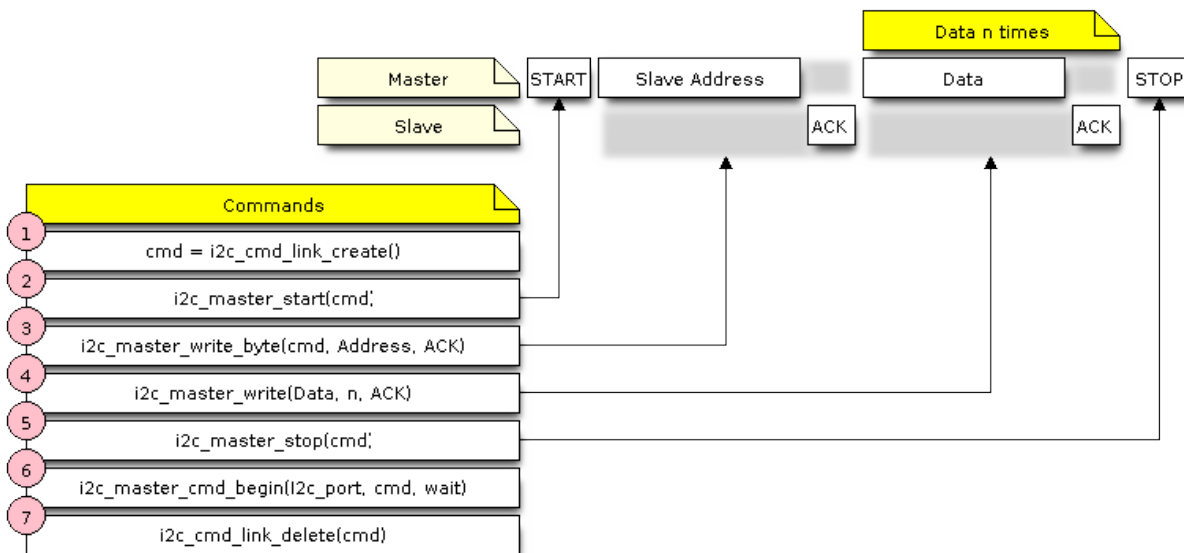 Data n times
Master
START
Slave Address
Data
STOP
Slave
ACK
ACK
Commands
1
cmd = i2c_cmd_link_create()
2
i2c_master_start(cmd;
3
i2c_master_write_byte(cmd, Address, ACK)
4
i2c_master_write(Data, n, ACK)
5
i2c_master_stop(cmd;
6
i2c_master_cmd_begin(I2c_port, cmd, wait)
7
i2c_cmd_link_delete(cmd)